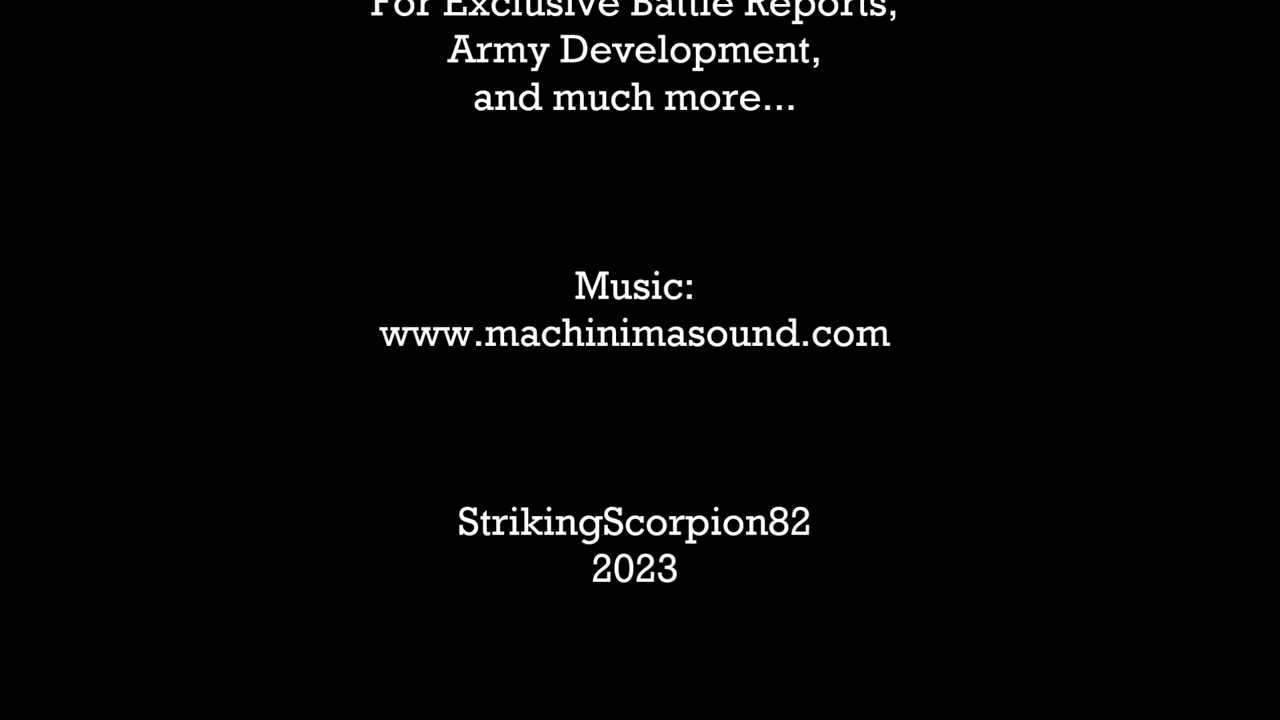 For Exclusive Battle Reports,
Army Development,
and much more...
Music:
www.machinimasound.com
StrikingScorpion82
2023